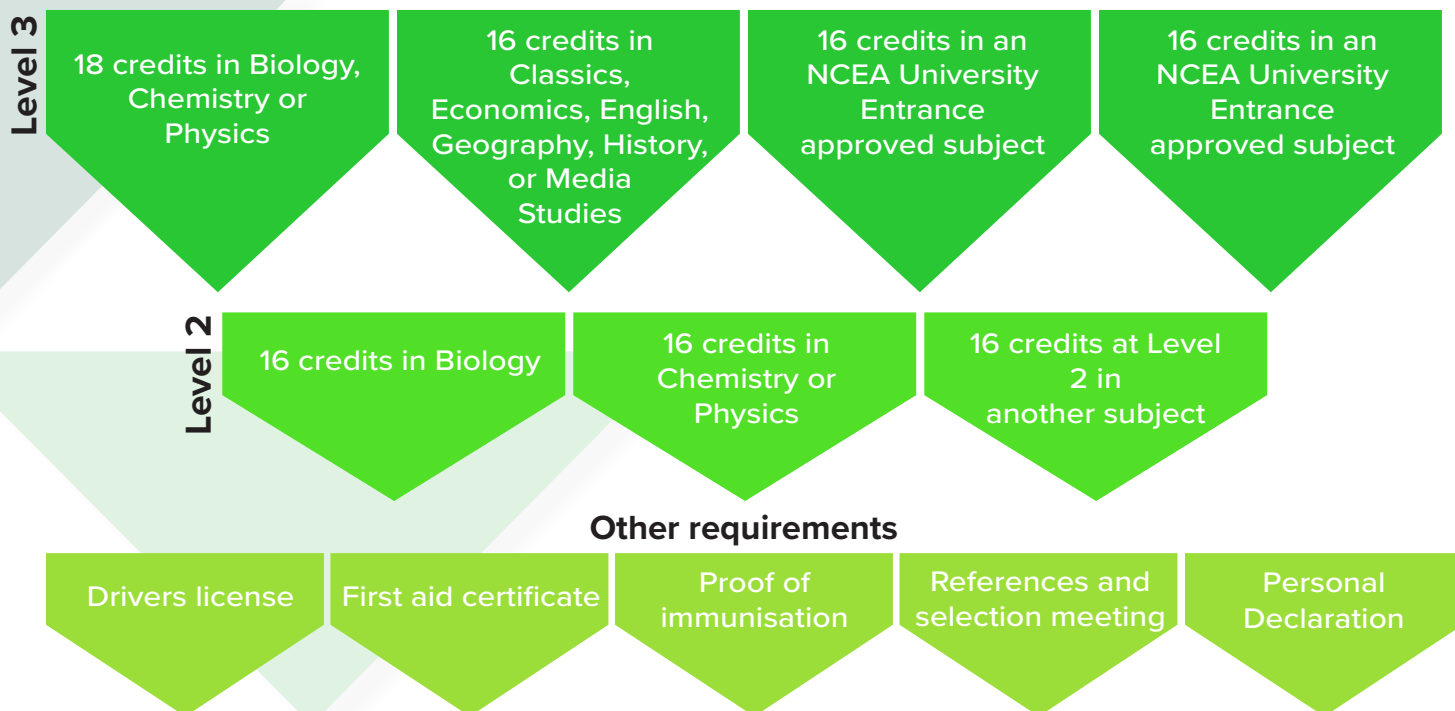 Level 3
18 credits in Biology,
Chemistry or
Physics
16 credits in
Classics,
Economics, English,
Geography, History,
or Media
Studies
16 credits in an
NCEA University
Entrance
approved subject
16 credits in an
NCEA University
Entrance
approved subject
Level 2
16 credits in Biology
16 credits in
Chemistry or
Physics
16 credits at Level
2 in
another subject
Other requirements
Drivers license
First aid certificate
Proof of
immunisation
References and
selection meeting
Personal
Declaration